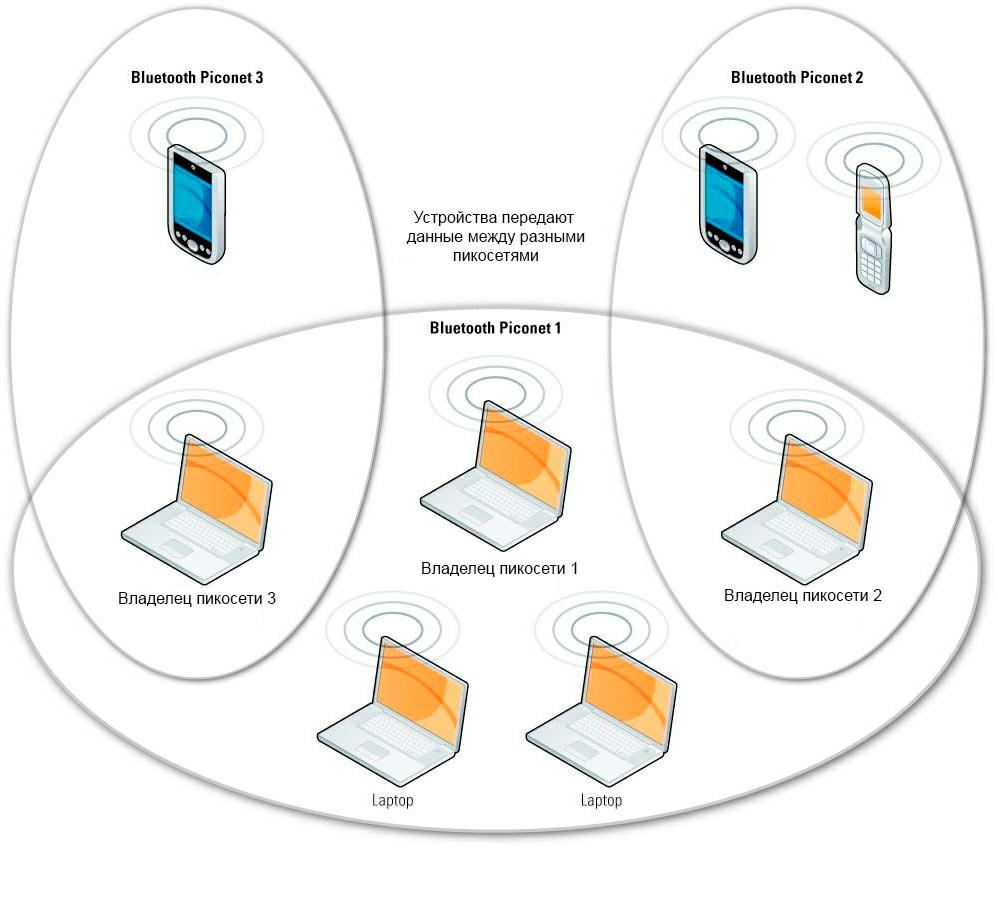 Bluetooth Piconet 3
Bluetooth Piconet 2
Устройства передают
данные между разными
пикосетями
Bluetooth Piconet 1
Владелец пикосети 1
Владелец пикосети 3
Владелец пикосети 2
Laptop
Laptop